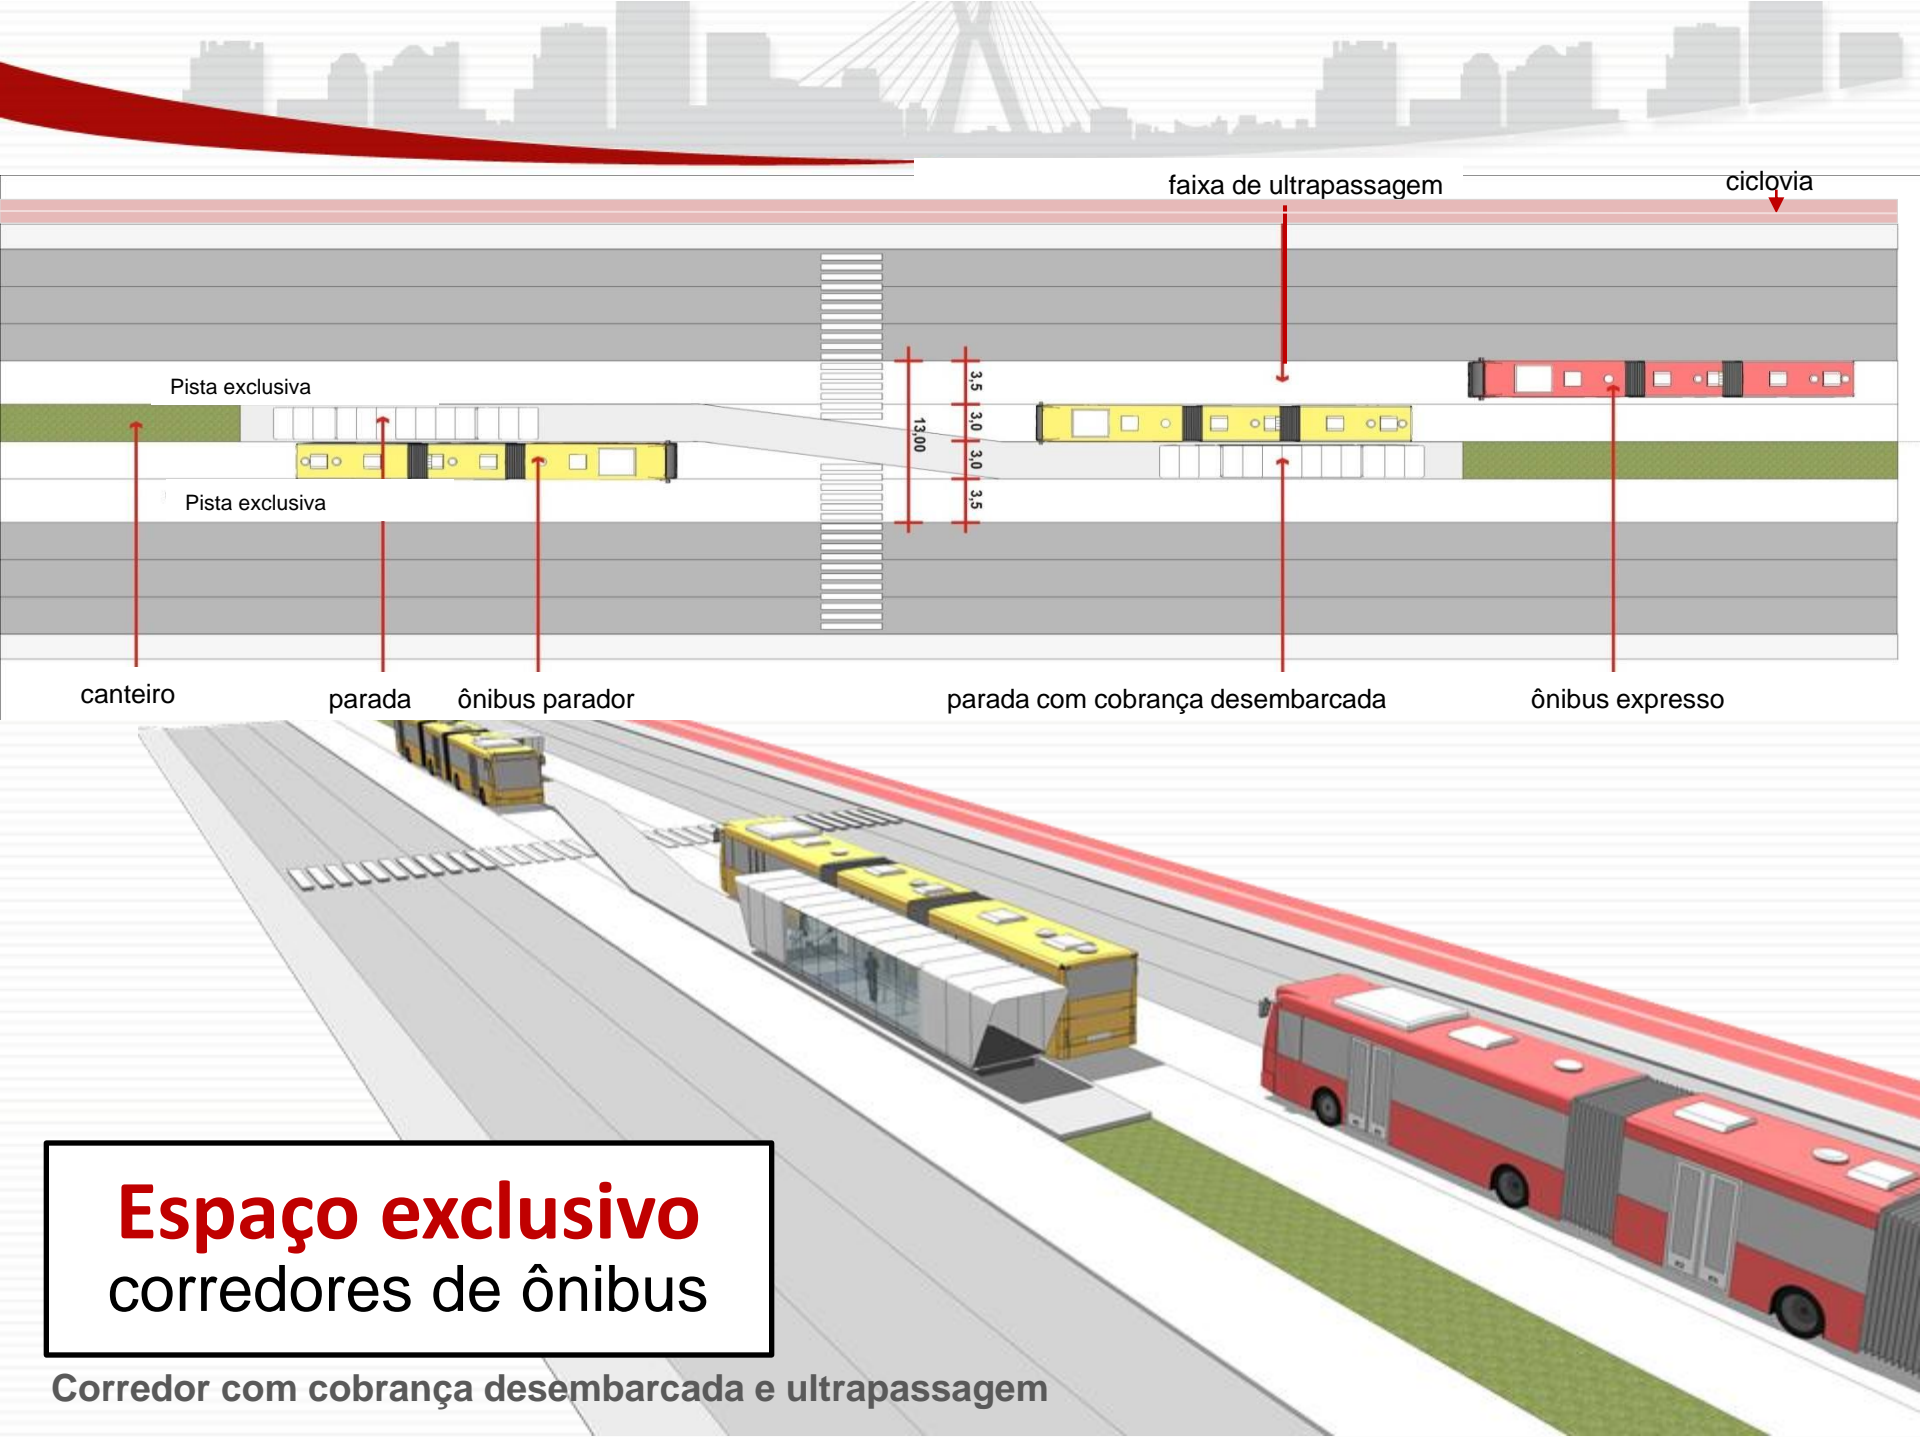 faixa de ultrapassagem
ciclovia
Pista exclusiva
3,5
3,0
13,00
3,0
3,5
Pista exclusiva
canteiro
parada
ônibus parador
parada com cobrança desembarcada
ônibus expresso
Espaço exclusivo
corredores de ônibus
Corredor com cobrança desembarcada e ultrapassagem